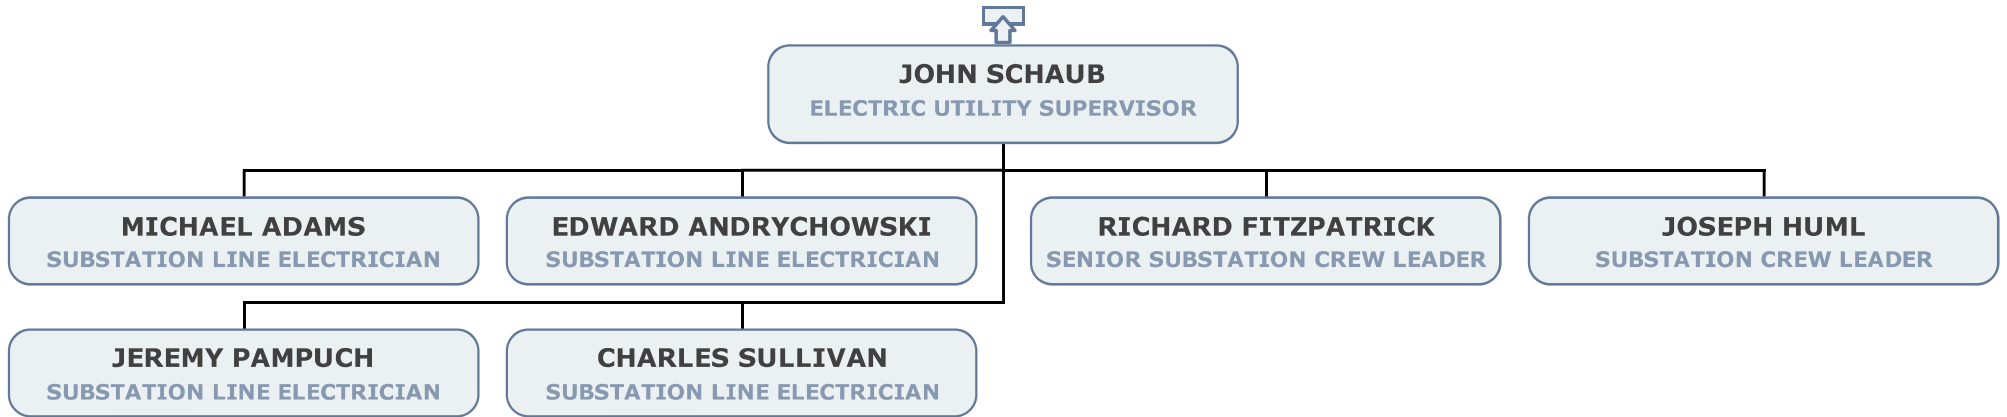 JOHN SCHAUB
ELECTRIC UTILITY SUPERVISOR
MICHAEL ADAMS
SUBSTATION LINE ELECTRICIAN
EDWARD ANDRYCHOWSKI
SUBSTATION LINE ELECTRICIAN
RICHARD FITZPATRICK
SENIOR SUBSTATION CREW LEADER
JOSEPH HUML
SUBSTATION CREW LEADER
JEREMY PAMPUCH
SUBSTATION LINE ELECTRICIAN
CHARLES SULLIVAN
SUBSTATION LINE ELECTRICIAN